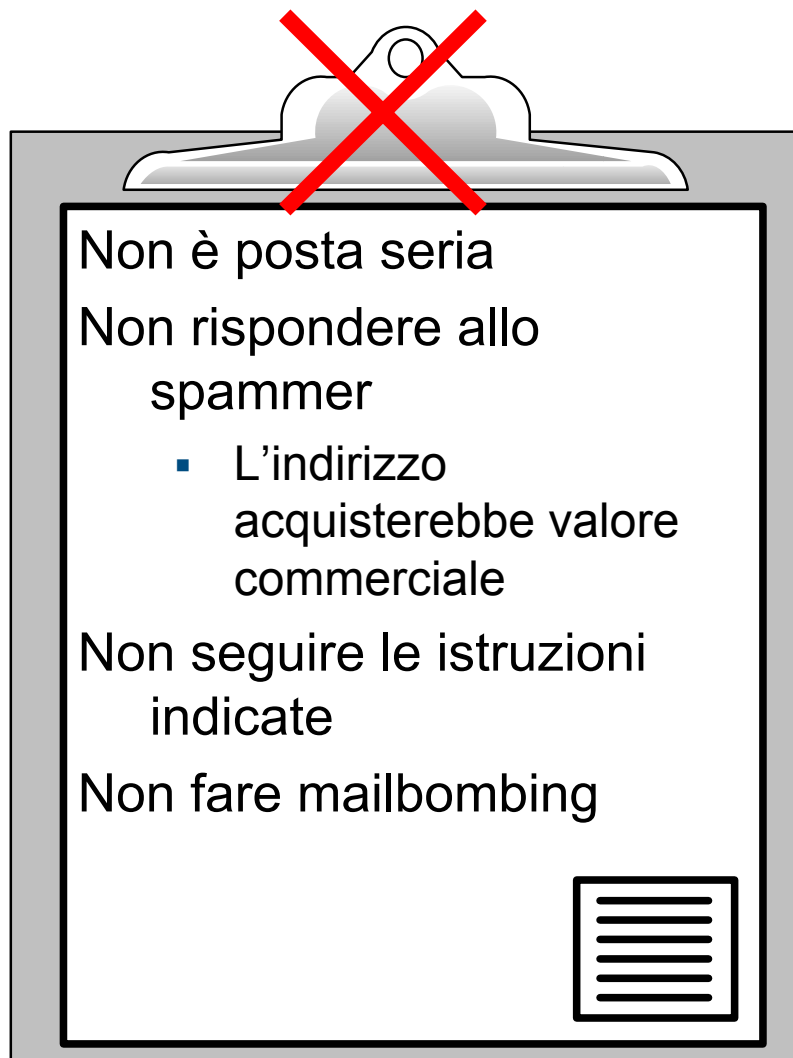 Non è posta seria
Non rispondere allo
spammer
▪ L’indirizzo
acquisterebbe valore
commerciale
Non seguire le istruzioni
indicate
Non fare mailbombing